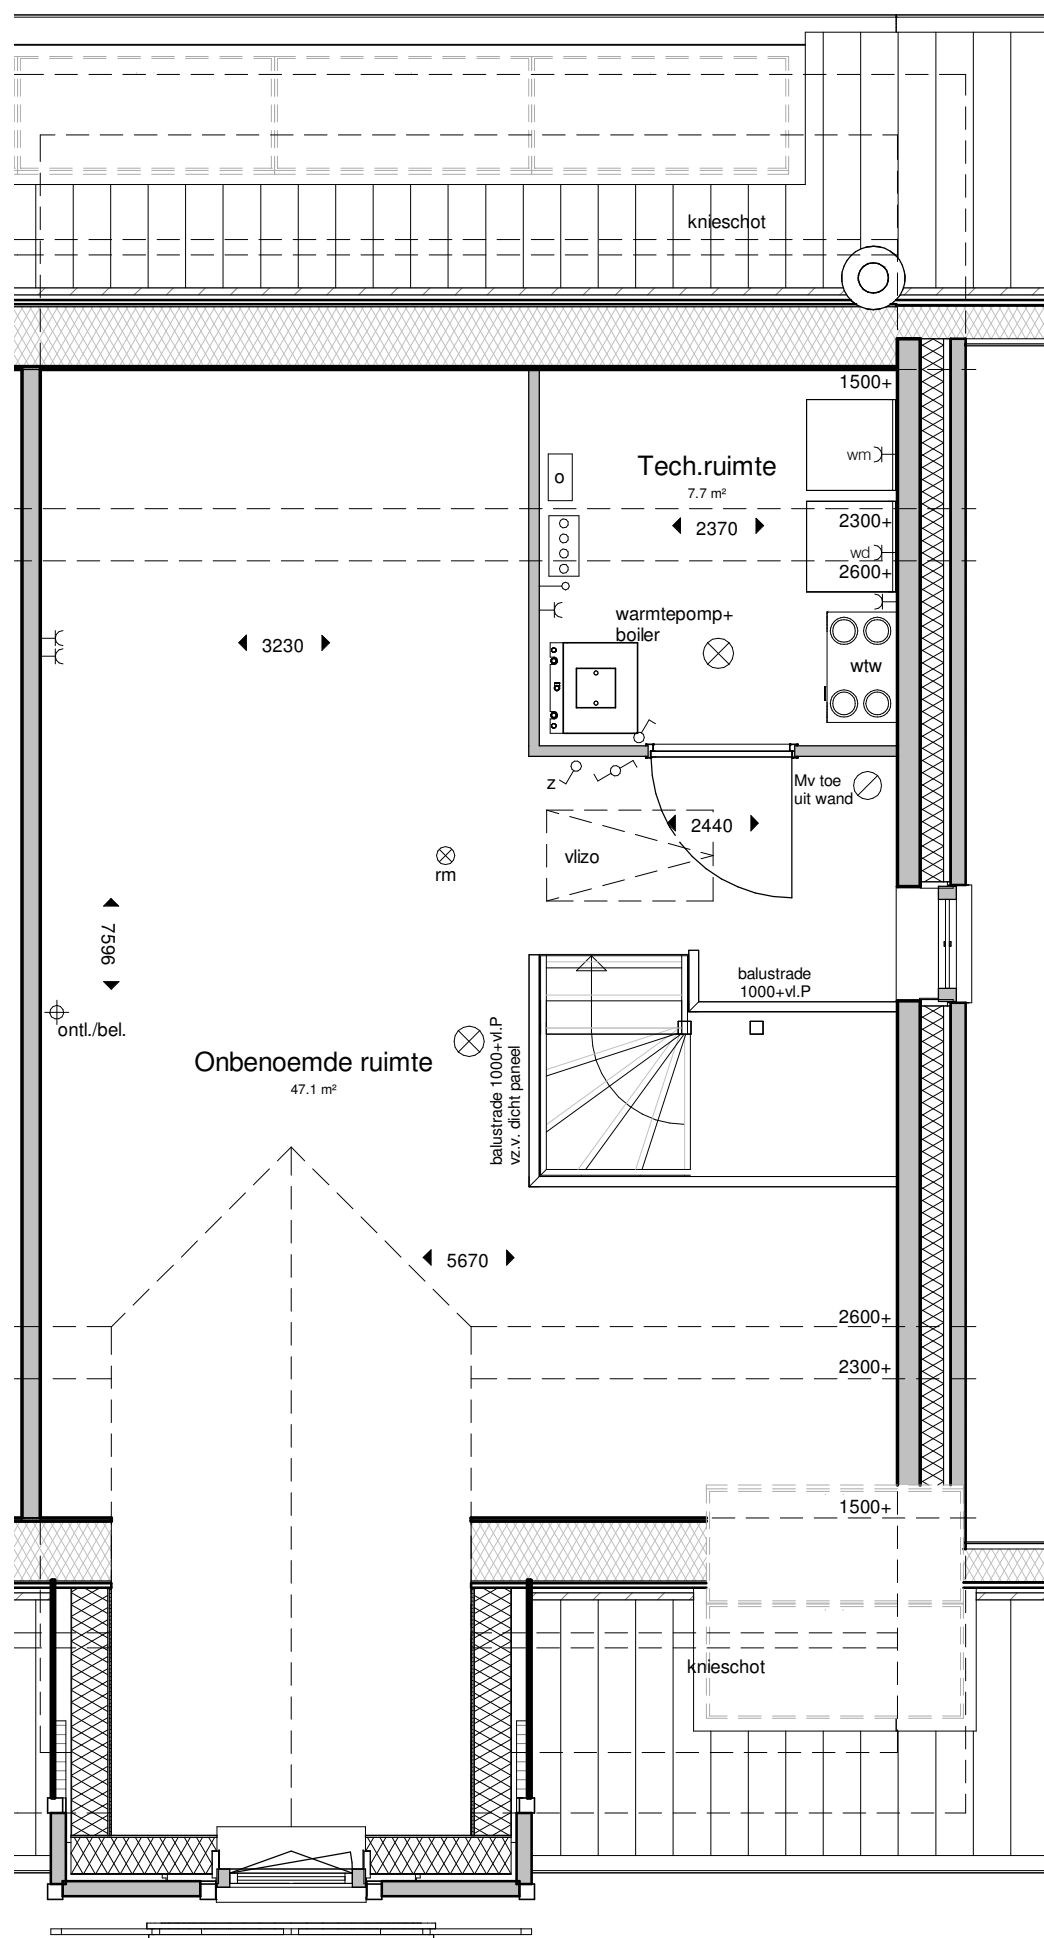 knieschot
1500+
wm
Tech.ruimte
7.7 m²
2370
2300+
wd
2600+
O
warmtepomp+
boiler
wtw
3230
z
Mv toe
uit wand
2440
vlizo
rm
7596
ontl./bel.
balustrade
1000+vl.P
Onbenoemde ruimte
47.1 m²
balustrade 1000+vl.P
vz.v. dicht paneel
5670
2600+
2300+
1500+
knieschot